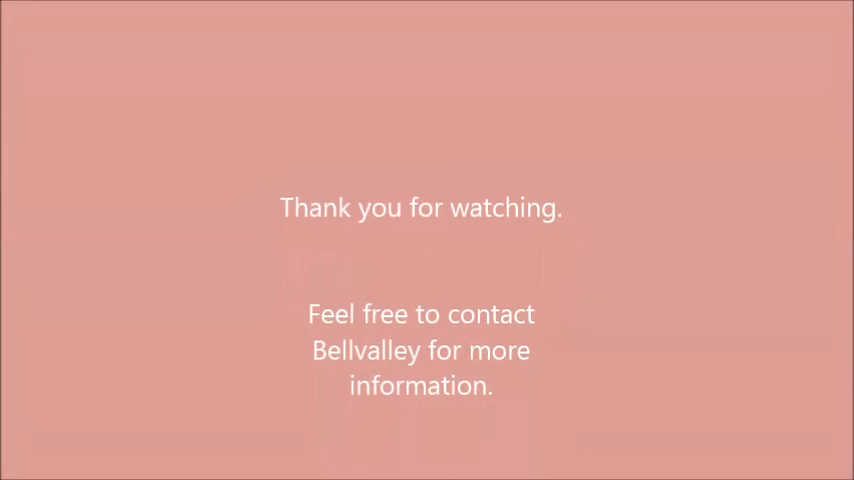 Thank you for watching.
Feel free to contact
Bellvalley for more
information.